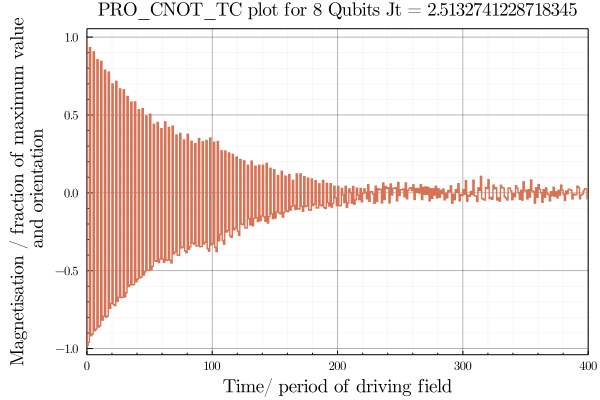 PRO_CNOT_TC plot for 8 Qubits Jt = 2.5132741228718345
Magnetisation / fraction of maximum value
and orientation
1.0
0.5
0.0
−0.5
−1.0
0
100
200
300
400
Time/ period of driving field